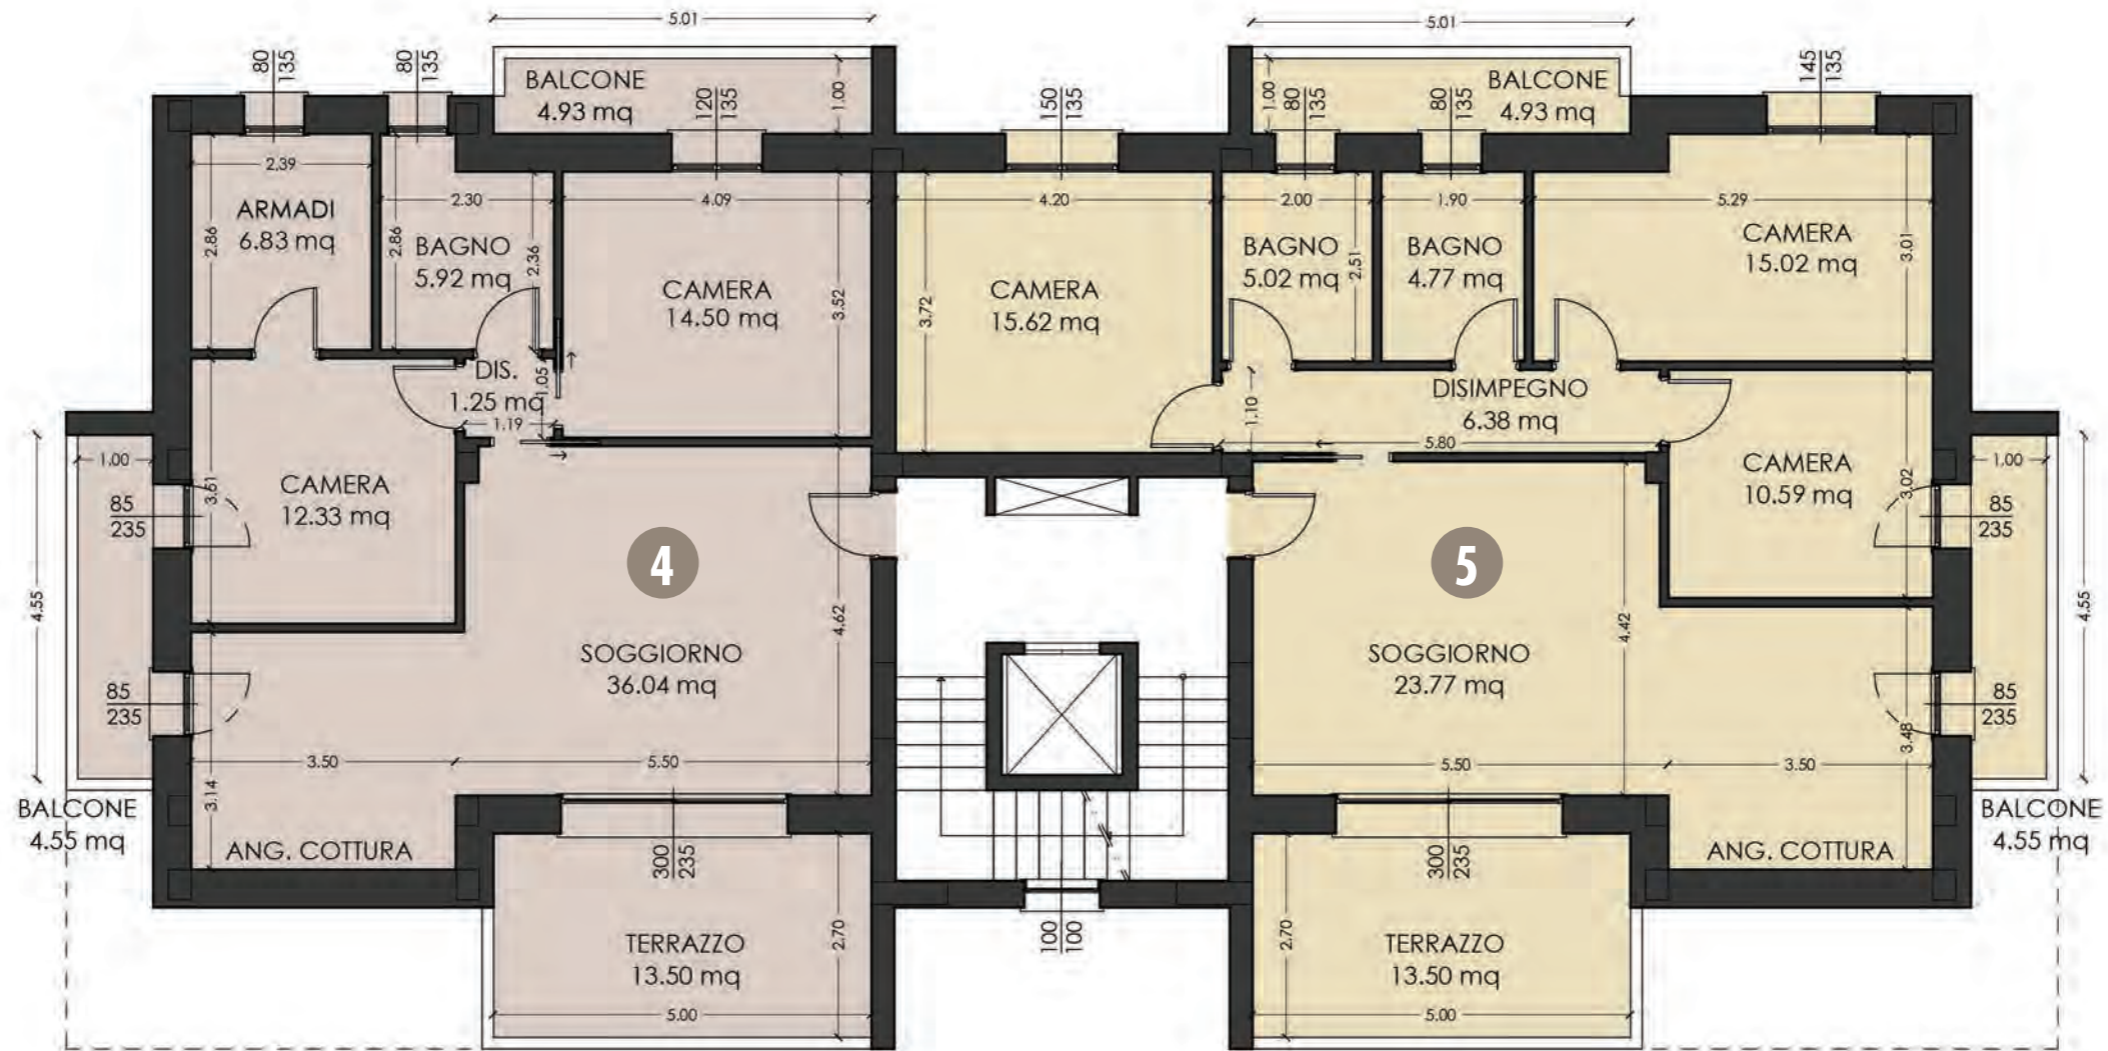 5.01
5.01
80
135
80
135
BALCONE
4.93 mq
120
135
1.00
150
135
1.00
80
135
80
135
BALCONE
4.93 mq
145
135
2.39
ARMADI
6.83 mq
2.86
2.30
2.86
BAGNO
5.92 mq
2.36
4.09
CAMERA
14.50 mq
3.52
4.20
3.72
CAMERA
15.62 mq
2.00
BAGNO
5.02 mq
2.51
1.90
BAGNO
4.77 mq
5.29
CAMERA
15.02 mq
3.01
DIS.
1.25 mq
1.05
1.19
1.10
DISIMPEGNO
6.38 mq
5.80
1.00
85
235
4.55
CAMERA
12.33 mq
3.51
4
SOGGIORNO
36.04 mq
4.62
5
SOGGIORNO
23.77 mq
4.42
CAMERA
10.59 mq
3.02
1.00
85
235
4.55
85
235
3.50
5.50
3.14
5.50
3.50
3.48
85
235
BALCONE
4.55 mq
ANG. COTTURA
300
235
300
235
ANG. COTTURA
BALCONE
4.55 mq
TERRAZZO
13.50 mq
2.70
5.00
100
100
2.70
TERRAZZO
13.50 mq
5.00